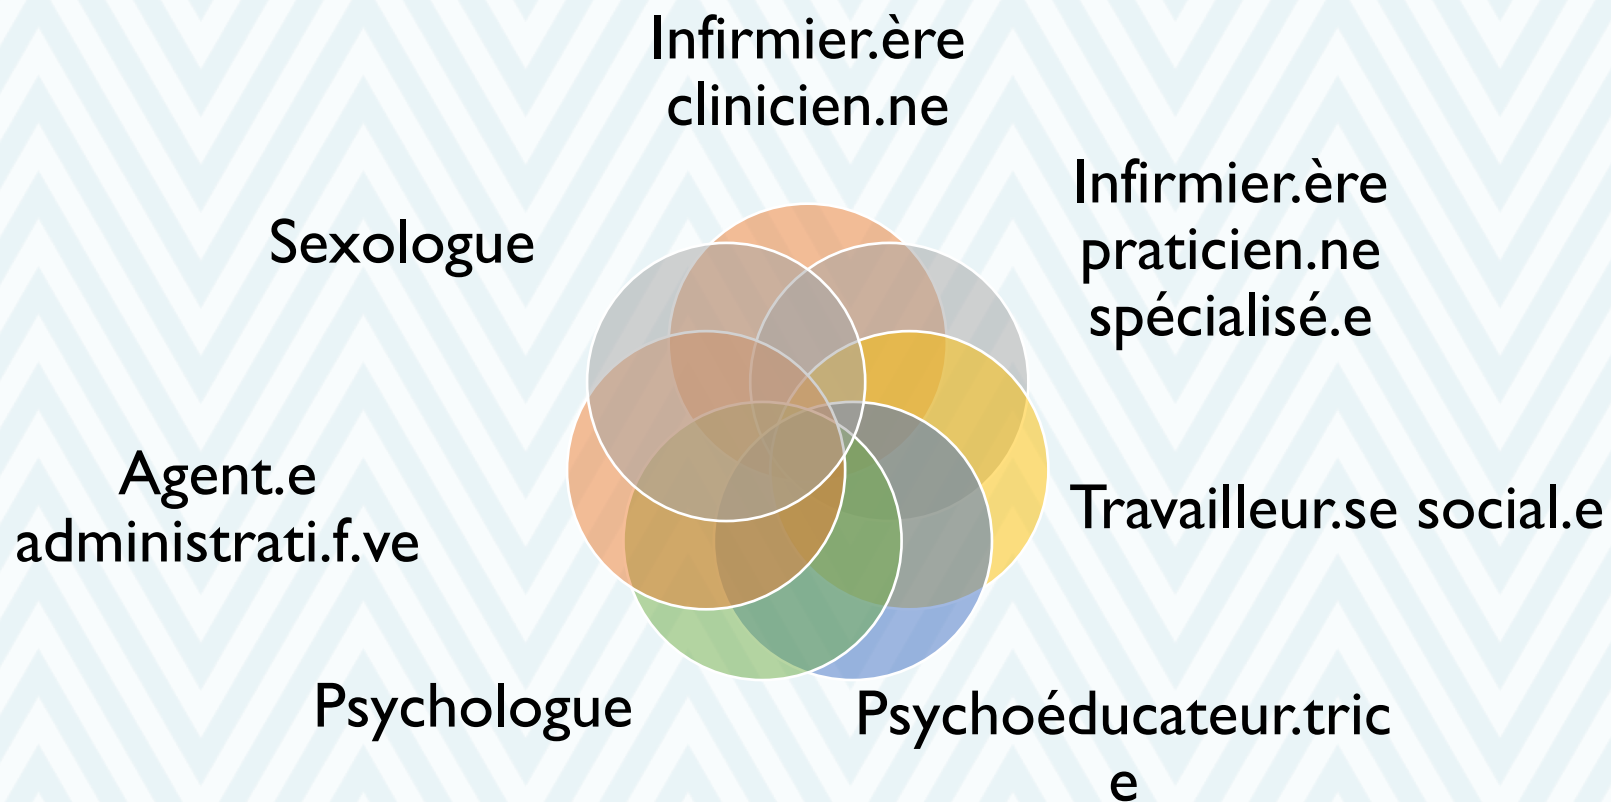 Infirmier.ère
clinicien.ne
Infirmier.ère
praticien.ne
spécialisé.e
Sexologue
Agent.e
administrati.f.ve
Travailleur.se social.e
Psychologue
Psychoéducateur.tric
e